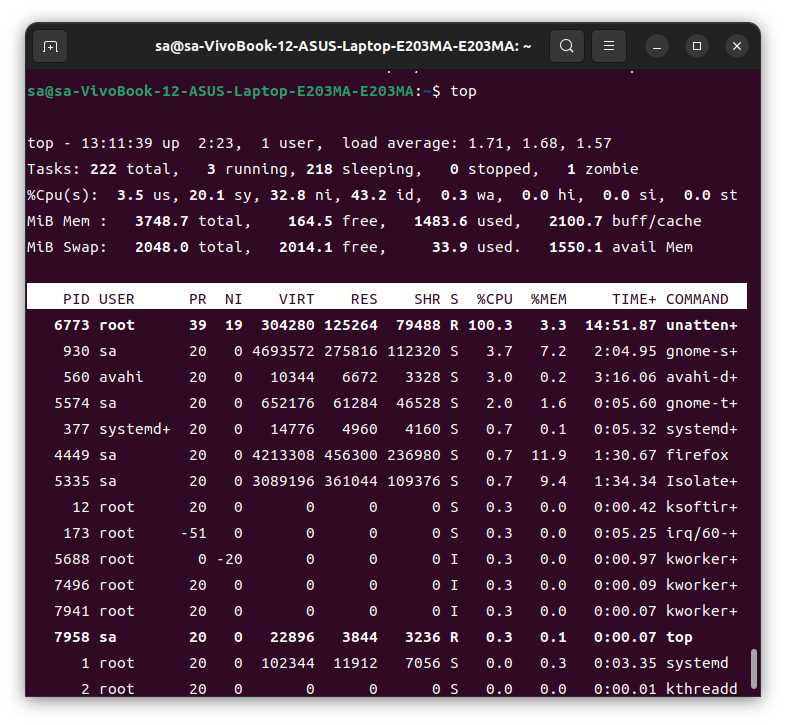 sa@sa-VivoBook-12-ASUS-Laptop-E203MA-E203MA: ~
sa@sa-VivoBook-12-ASUS-Laptop-E203MA-E203MA:~$ top
top - 13:11:39 up  2:23,  1 user,  load average: 1.71, 1.68, 1.57
Tasks: 222 total,   3 running, 218 sleeping,   0 stopped,   1 zombie
%Cpu(s):  3.5 us, 20.1 sy, 32.8 ni, 43.2 id,  0.3 wa,  0.0 hi,  0.0 si,  0.0 st
MiB Mem :   3748.7 total,    164.5 free,   1483.6 used,   2100.7 buff/cache
MiB Swap:   2048.0 total,   2014.1 free,     33.9 used.   1550.1 avail Mem
PID USER      PR  NI    VIRT    RES    SHR S  %CPU  %MEM     TIME+ COMMAND
6773 root      39  19  304280 125264  79488 R 100.3   3.3  14:51.87 unatten+
930 sa        20   0 4693572 275816 112320 S   3.7   7.2   2:04.95 gnome-s+
560 avahi     20   0   10344   6672   3328 S   3.0   0.2   3:16.06 avahi-d+
5574 sa        20   0  652176  61284  46528 S   2.0   1.6   0:05.60 gnome-t+
377 systemd+  20   0   14776   4960   4160 S   0.7   0.1   0:05.32 systemd+
4449 sa        20   0 4213308 456300 236980 S   0.7  11.9   1:30.67 firefox
5335 sa        20   0 3089196 361044 109376 S   0.7   9.4   1:34.34 Isolate+
12 root      20   0       0      0      0 S   0.3   0.0   0:00.42 ksoftir+
173 root     -51   0       0      0      0 S   0.3   0.0   0:05.25 irq/60-+
5688 root       0 -20       0      0      0 I   0.3   0.0   0:00.97 kworker+
7496 root      20   0       0      0      0 I   0.3   0.0   0:00.09 kworker+
7941 root      20   0       0      0      0 I   0.3   0.0   0:00.07 kworker+
7958 sa        20   0   22896   3844   3236 R   0.3   0.1   0:00.07 top
1 root      20   0  102344  11912   7056 S   0.0   0.3   0:03.35 systemd
2 root      20   0       0      0      0 S   0.0   0.0   0:00.01 kthreadd